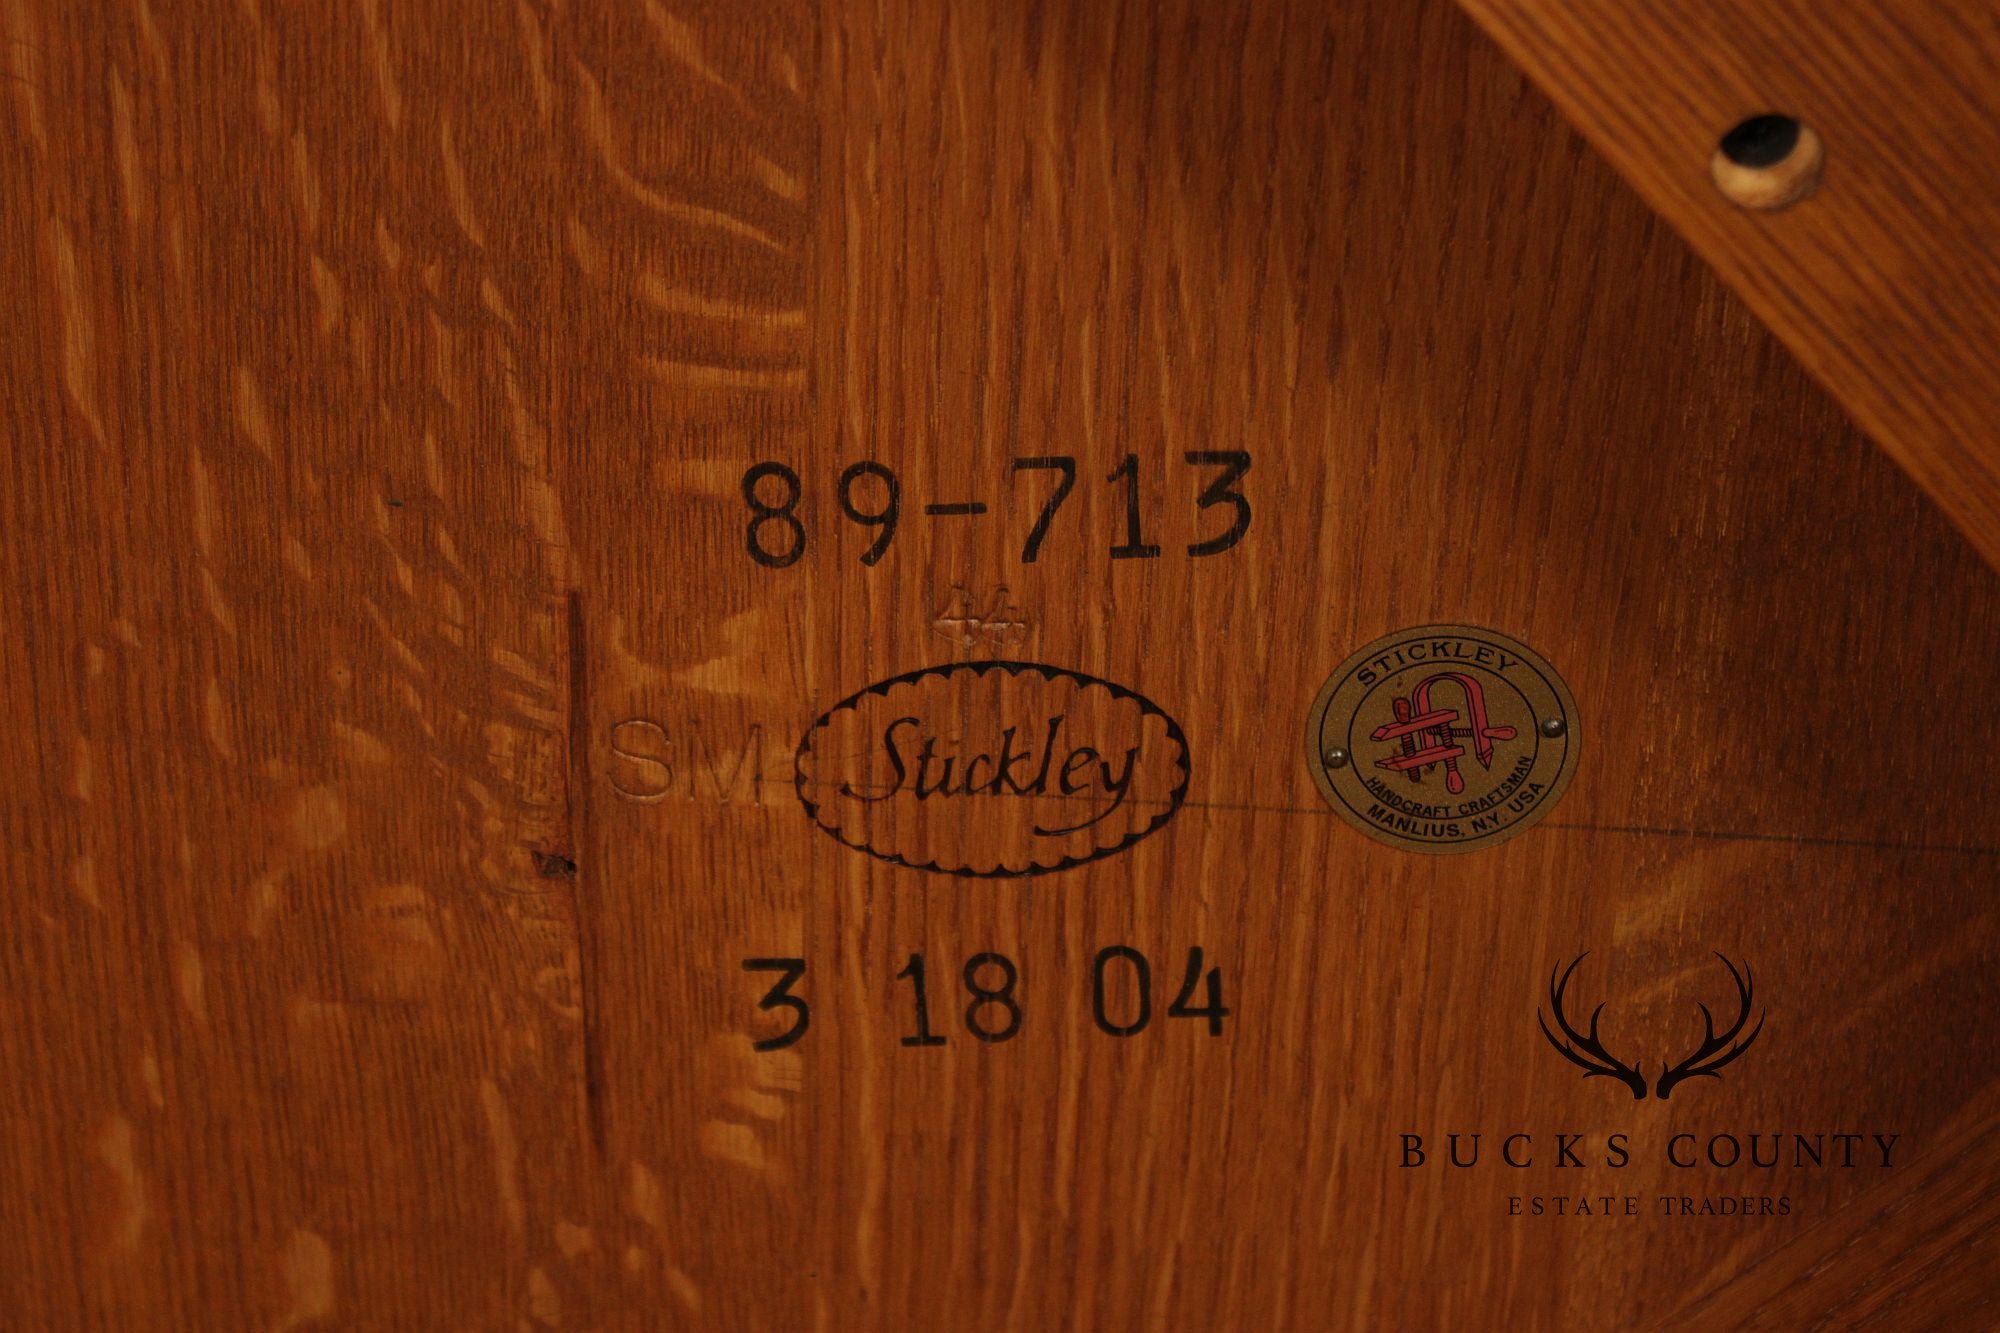 89-713
44
SM
Stickley
STICKLEY
HANDCRAFT CRAFTSMAN
MANLIUS, N.Y. USA
3 18 04
BUCKS COUNTY
ESTATE TRADERS